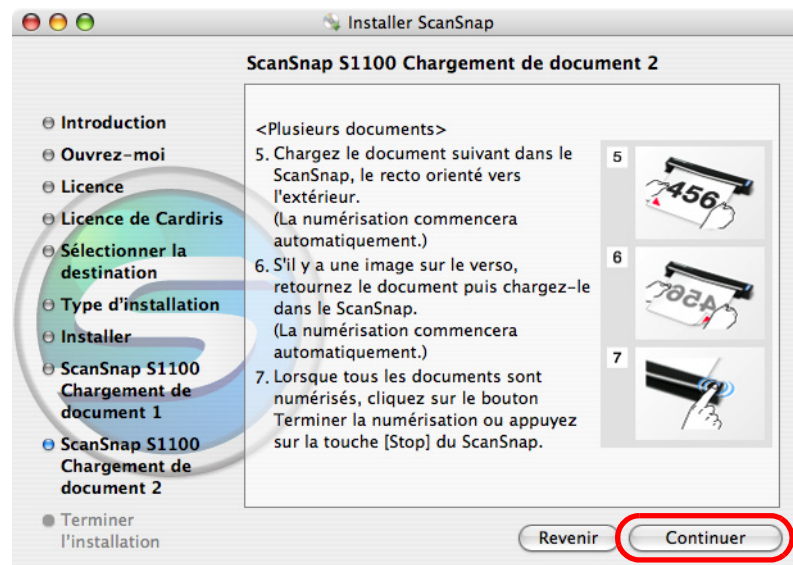 Installer ScanSnap
ScanSnap S1100 Chargement de document 2
Introduction
Ouvrez-moi
Licence
Licence de Cardiris
Sélectionner la
destination
Type d'installation
Installer
ScanSnap S1100
Chargement de
document 1
ScanSnap S1100
Chargement de
document 2
Terminer
l'installation
<Plusieurs documents>
5. Chargez le document suivant dans le
ScanSnap, le recto orienté vers
l'extérieur.
(La numérisation commencera
automatiquement.)
6. S'il y a une image sur le verso,
retournez le document puis chargez-le
dans le ScanSnap.
(La numérisation commencera
automatiquement.)
7. Lorsque tous les documents sont
numérisés, cliquez sur le bouton
Terminer la numérisation ou appuyez
sur la touche [Stop] du ScanSnap.
5
456
6
456
7
Revenir
Continuer